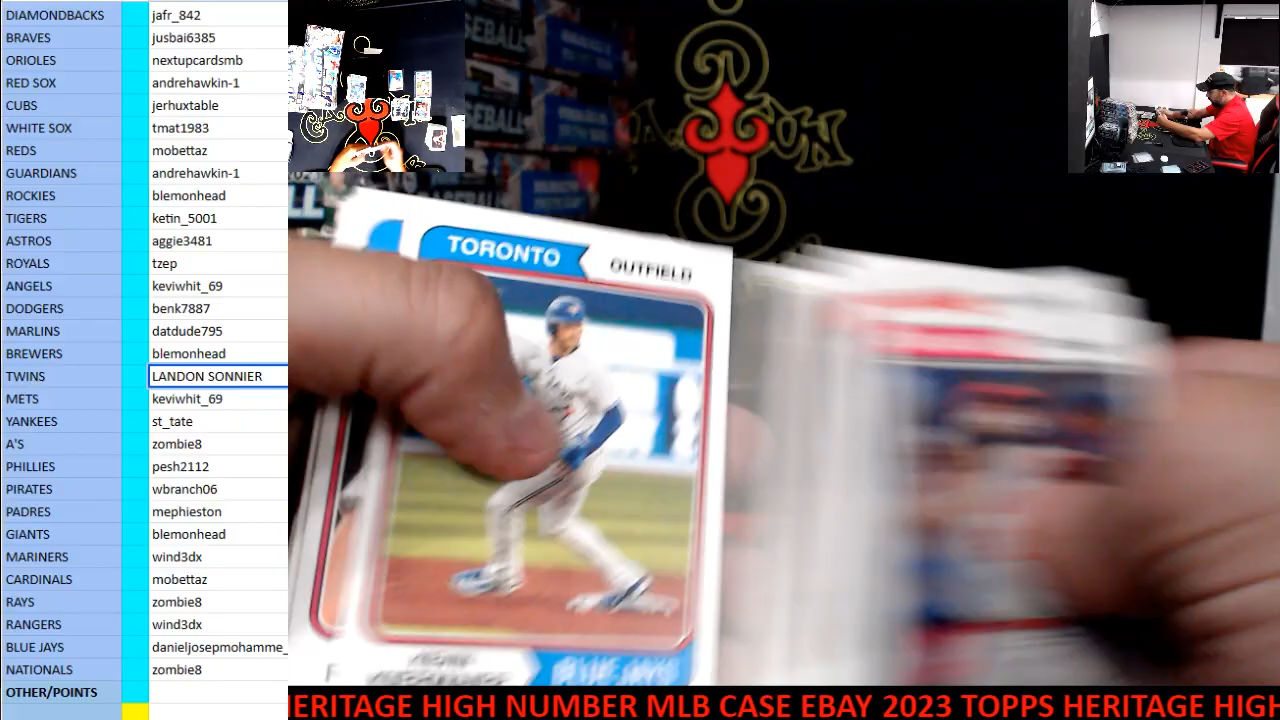 DIAMONDBACKS jafr_842
BRAVES jusbai6385
ORIOLES nextupcardsmb
RED SOX andrehawkin-1
CUBS jerhuxtable
WHITE SOX tmat1983
REDS mobettaz
GUARDIANS andrehawkin-1
ROCKIES blemonhead
TIGERS ketin_5001
ASTROS aggie3481
ROYALS tzep
ANGELS keviwhit_69
DODGERS benk7887
MARLINS datdude795
BREWERS blemonhead
TWINS LANDON SONNIER
METS keviwhit_69
YANKEES st_tate
A'S zombie8
PHILLIES pesh2112
PIRATES wbranch06
PADRES mephieston
GIANTS blemonhead
MARINERS wind3dx
CARDINALS mobettaz
RAYS zombie8
RANGERS wind3dx
BLUE JAYS danieljosepmohamme_
NATIONALS zombie8
OTHER/POINTS
TORONTO
OUTFIELD
BLUE JAYS
ERITAGE HIGH NUMBER MLB CASE EBAY 2023 TOPPS HERITAGE HIGH